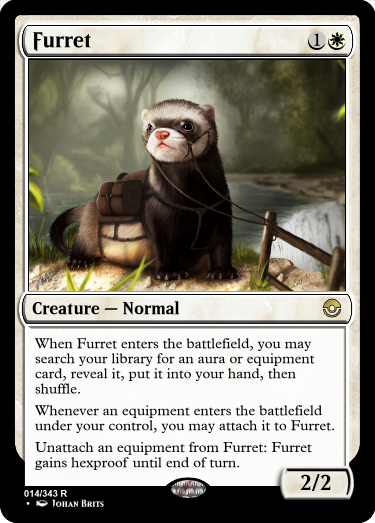 Furret 1
Creature — Normal
When Furret enters the battlefield, you may
search your library for an aura or equipment
card, reveal it, put it into your hand, then
shuffle.
Whenever an equipment enters the battlefield
under your control, you may attach it to Furret.
Unattach an equipment from Furret: Furret
gains hexproof until end of turn.
2/2
014/343 R
• Johan Brits